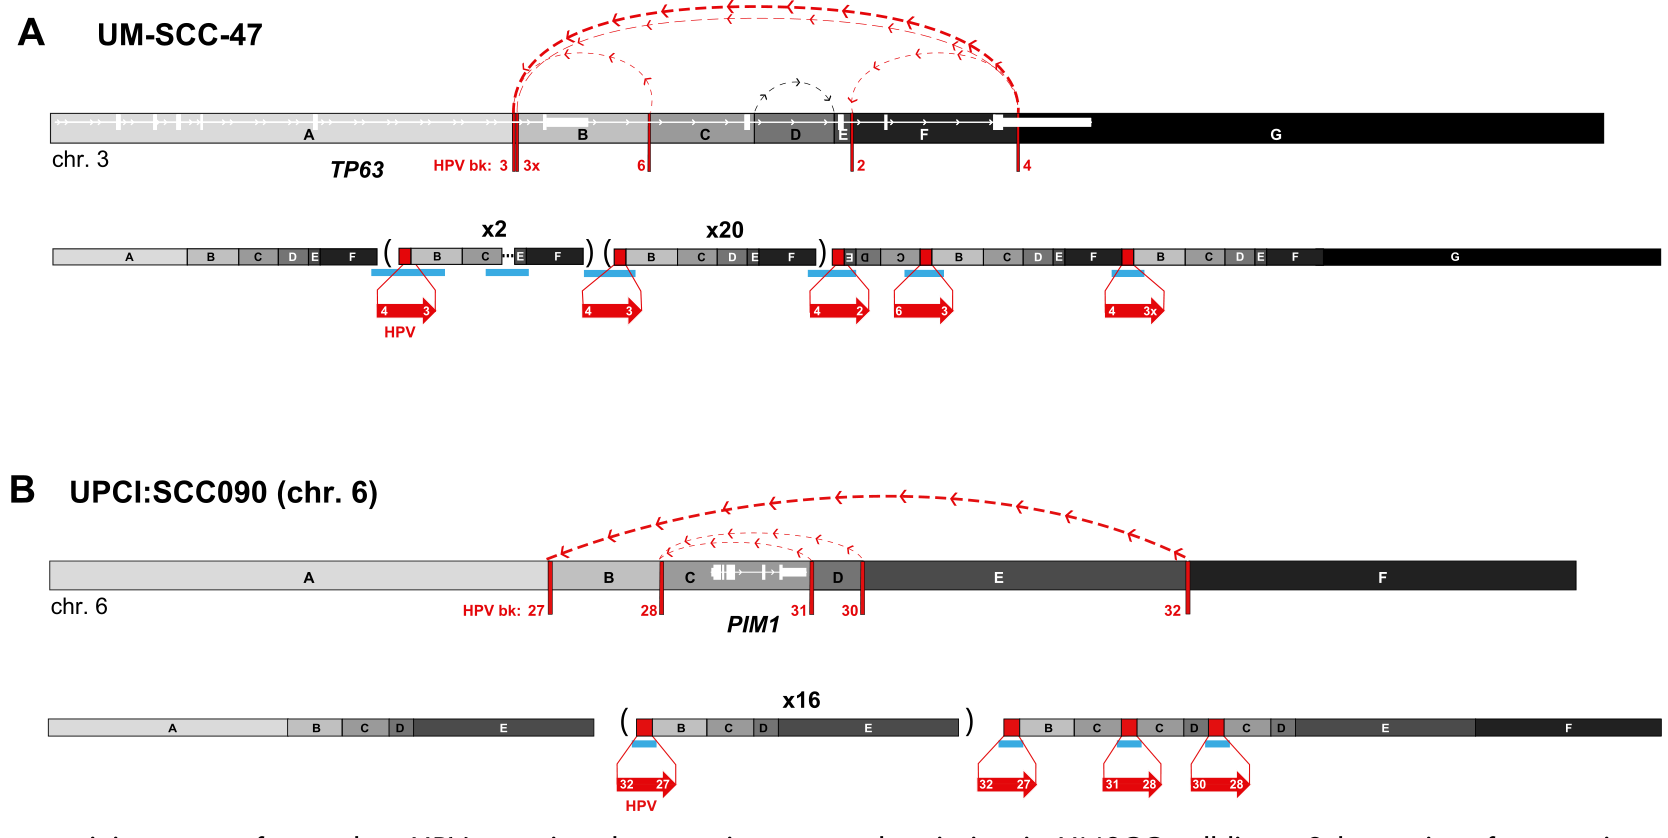 A UM-SCC-47
A B C D E F G
chr. 3
TP63
HPV bk: 3 3x 6 2 4
x2 x20
A B C D E F ( B C ... E F ) ( B C D E F ) E D C B C D E F B C D E F G
4 3 4 3 4 2 6 3 4 3x
HPV
B UPCI:SCC090 (chr. 6)
A B C D E F
chr. 6
HPV bk: 27 28 31 30 32
PIM1
x16
A B C D E ( B C D E ) B C C D C D E F
32 27 32 27 31 28 30 28
HPV